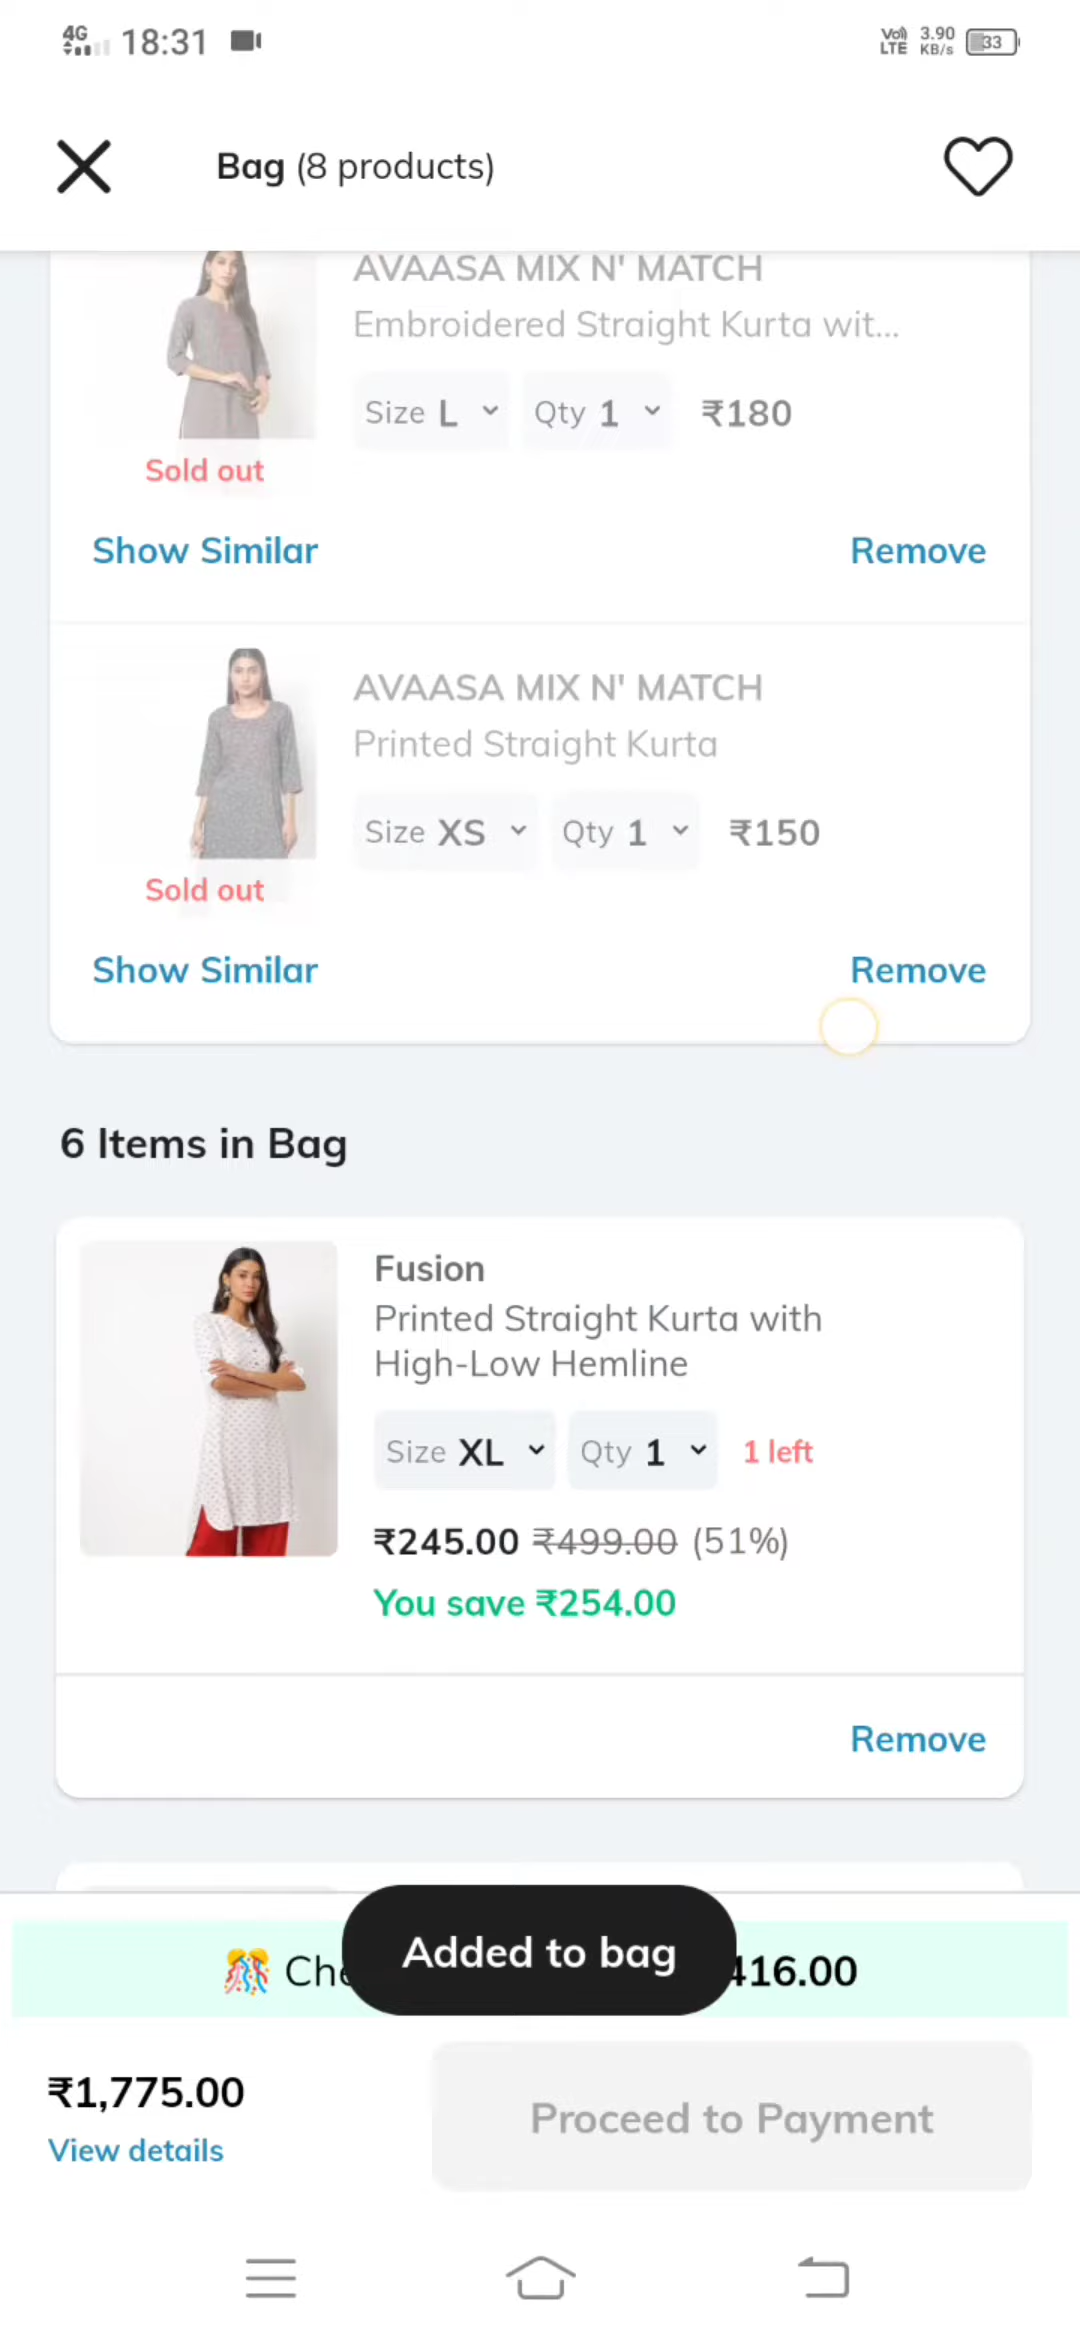 4G 18:31 Vo)) LTE 3.90 KB/s 33
Bag (8 products)
AVAASA MIX N' MATCH
Embroidered Straight Kurta wit...
Size L Qty 1 ₹180
Sold out
Show Similar Remove
AVAASA MIX N' MATCH
Printed Straight Kurta
Size XS Qty 1 ₹150
Sold out
Show Similar Remove
6 Items in Bag
Fusion
Printed Straight Kurta with
High-Low Hemline
Size XL Qty 1 1 left
₹245.00 ₹499.00 (51%)
You save ₹254.00
Remove
Added to bag
416.00
₹1,775.00
View details
Proceed to Payment